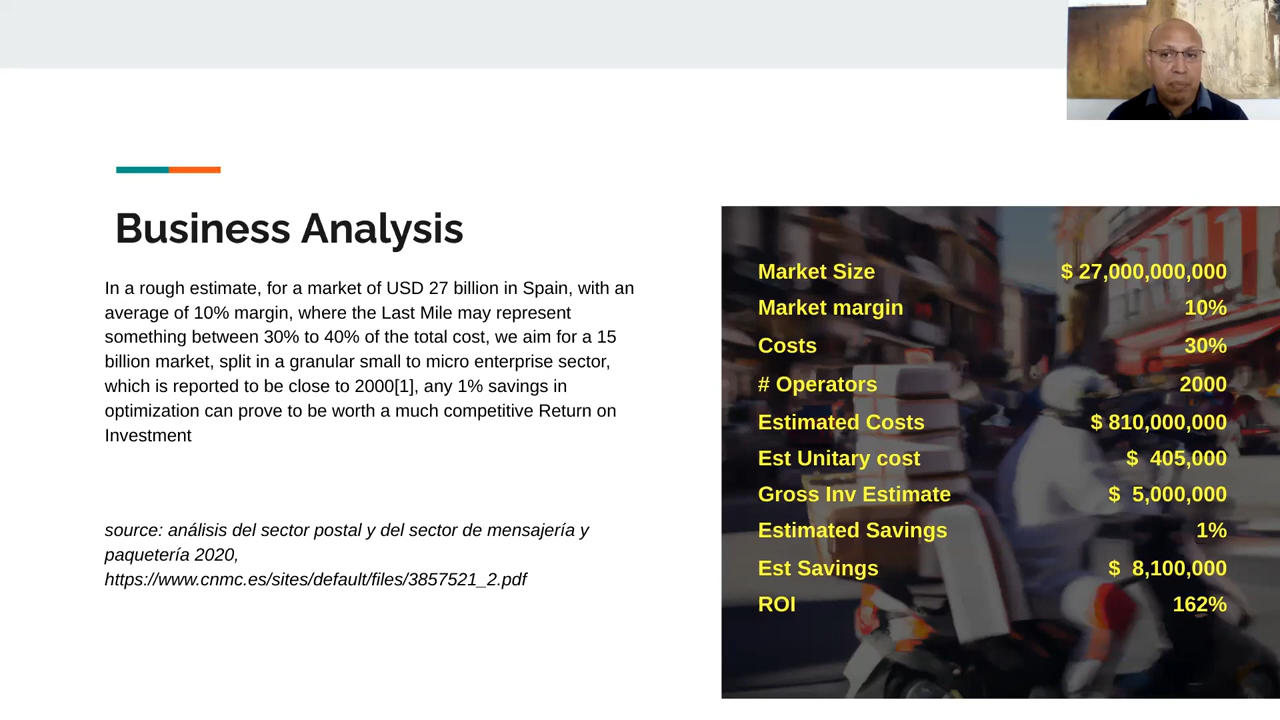 Business Analysis
In a rough estimate, for a market of USD 27 billion in Spain, with an
average of 10% margin, where the Last Mile may represent
something between 30% to 40% of the total cost, we aim for a 15
billion market, split in a granular small to micro enterprise sector,
which is reported to be close to 2000[1], any 1% savings in
optimization can prove to be worth a much competitive Return on
Investment
source: análisis del sector postal y del sector de mensajería y
paquetería 2020,
https://www.cnmc.es/sites/default/files/3857521_2.pdf
Market Size $ 27,000,000,000
Market margin 10%
Costs 30%
# Operators 2000
Estimated Costs $ 810,000,000
Est Unitary cost $ 405,000
Gross Inv Estimate $ 5,000,000
Estimated Savings 1%
Est Savings $ 8,100,000
ROI 162%